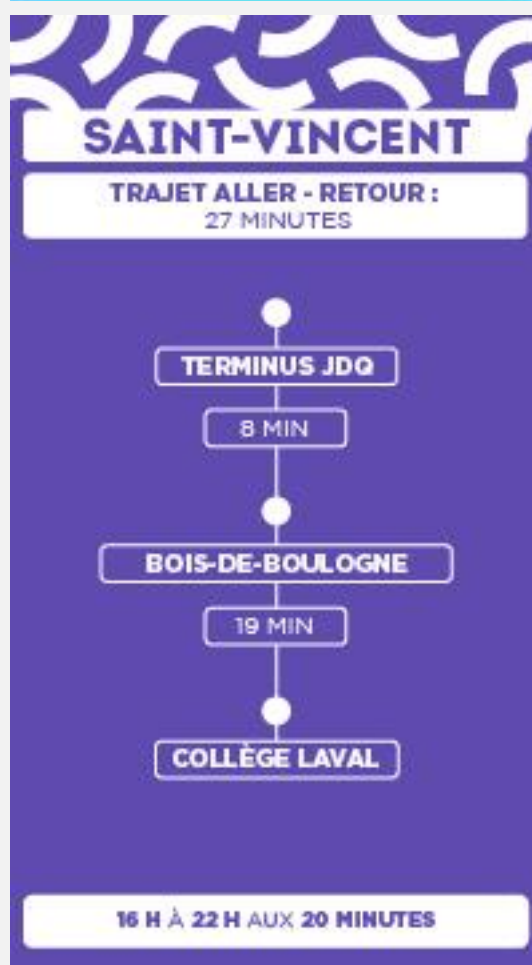 SAINT-VINCENT
TRAJET ALLER - RETOUR :
27 MINUTES
TERMINUS JDQ
8 MIN
BOIS-DE-BOULOGNE
19 MIN
COLLÈGE LAVAL
16 H À 22 H AUX 20 MINUTES